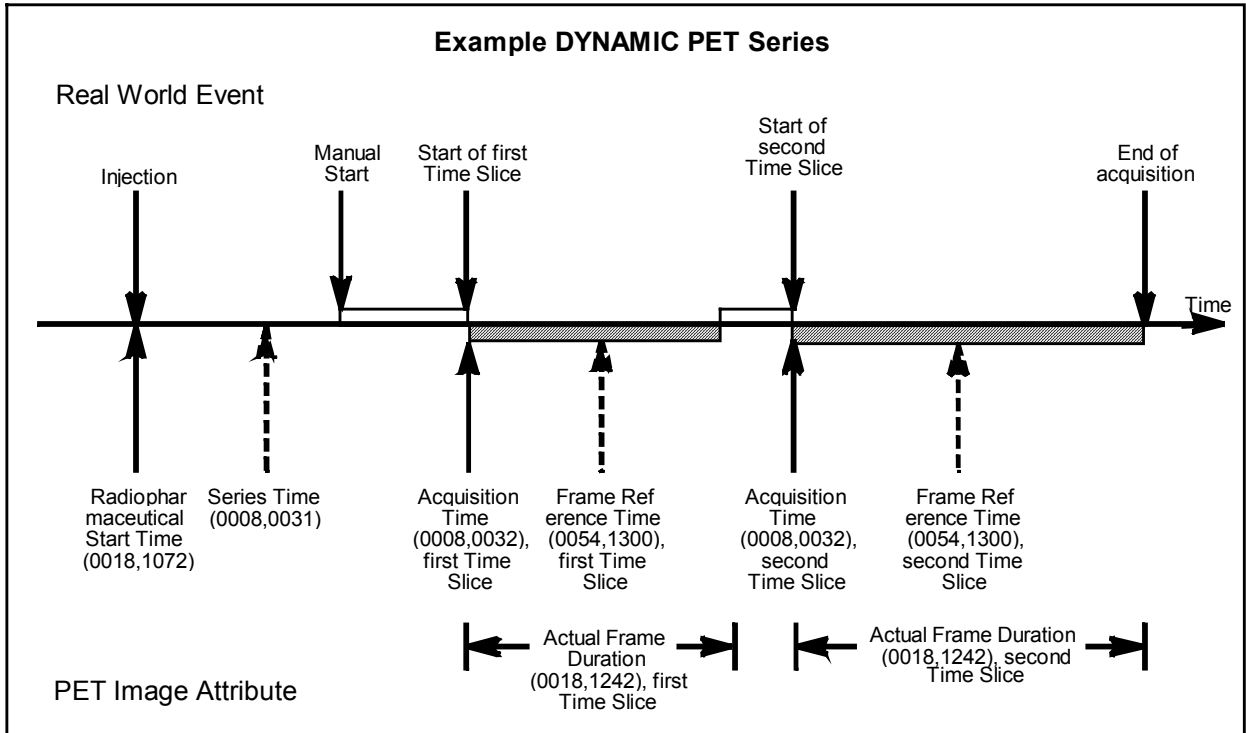 Example DYNAMIC PET Series
Real World Event
Injection
Manual
Start
Start of first
Time Slice
Start of
second
Time Slice
End of
acquisition
Time
Radiophar
maceutical
Start Time
(0018,1072)
Series Time
(0008,0031)
Acquisition
Time
(0008,0032),
first Time
Slice
Frame Ref
erence Time
(0054,1300),
first Time
Slice
Acquisition
Time
(0008,0032),
second
Time Slice
Frame Ref
erence Time
(0054,1300),
second Time
Slice
Actual Frame
Duration
(0018,1242), first
Time Slice
Actual Frame Duration
(0018,1242), second
Time Slice
PET Image Attribute